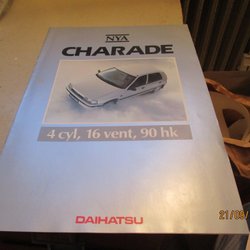 NYA
CHARADE
4 cyl, 16 vent, 90 hk
DAIHATSU